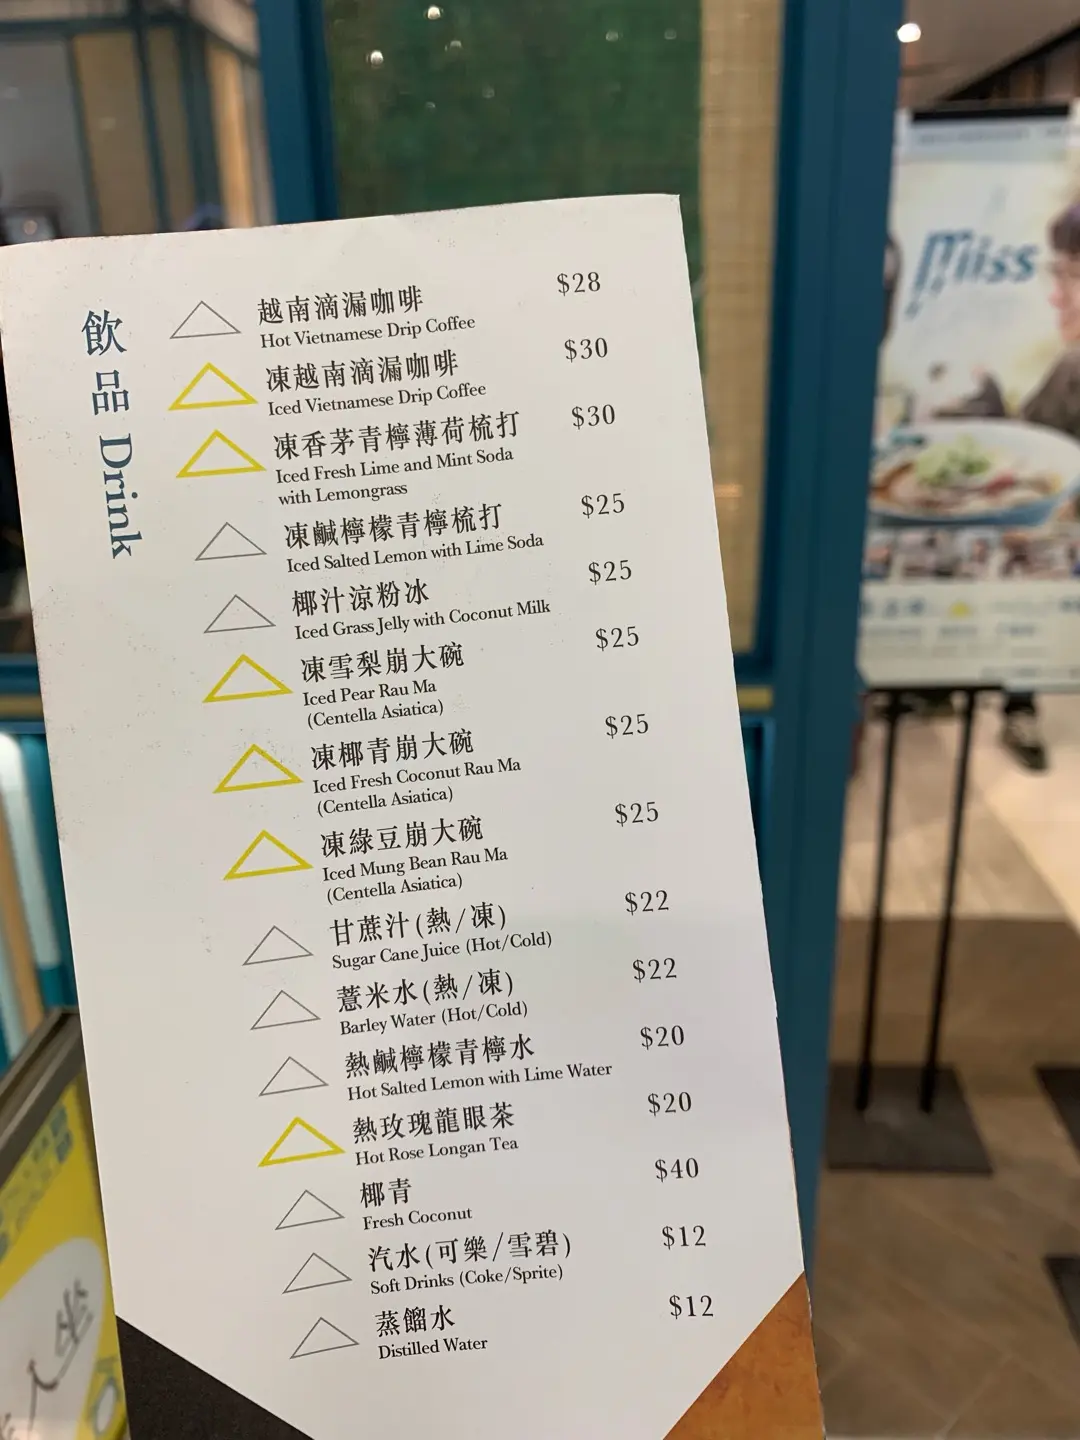 飲品 Drink
越南滴漏咖啡 $28
Hot Vietnamese Drip Coffee
凍越南滴漏咖啡 $30
Iced Vietnamese Drip Coffee
凍香茅青檸薄荷梳打 $30
Iced Fresh Lime and Mint Soda
with Lemongrass
凍鹹檸檬青檸梳打 $25
Iced Salted Lemon with Lime Soda
椰汁涼粉冰 $25
Iced Grass Jelly with Coconut Milk
凍雪梨崩大碗 $25
Iced Pear Rau Ma
(Centella Asiatica)
凍椰青崩大碗 $25
Iced Fresh Coconut Rau Ma
(Centella Asiatica)
凍綠豆崩大碗 $25
Iced Mung Bean Rau Ma
(Centella Asiatica)
甘蔗汁(熱/凍) $22
Sugar Cane Juice (Hot/Cold)
薏米水(熱/凍) $22
Barley Water (Hot/Cold)
熱鹹檸檬青檸水 $20
Hot Salted Lemon with Lime Water
熱玫瑰龍眼茶 $20
Hot Rose Longan Tea
椰青 $40
Fresh Coconut
汽水(可樂/雪碧) $12
Soft Drinks (Coke/Sprite)
蒸餾水 $12
Distilled Water